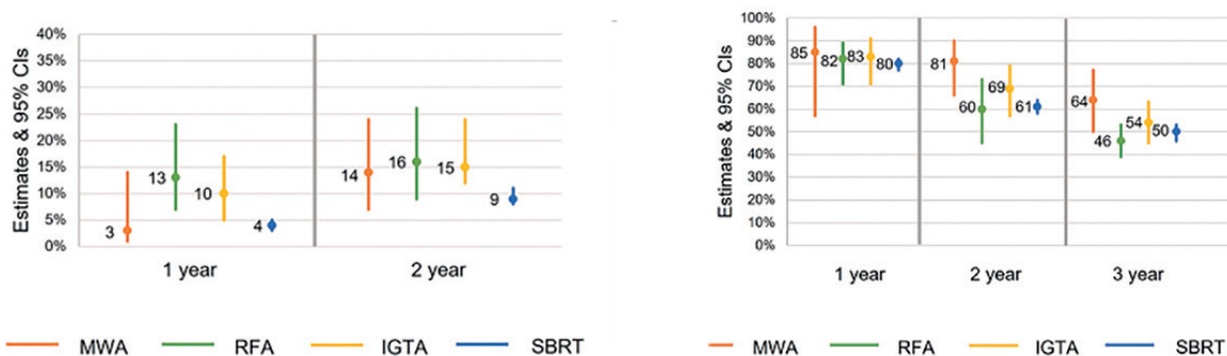 Estimates & 95% CIs
40%
35%
30%
25%
20%
15%
10%
5%
0%
3
13
10
4
14
16
15
9
1 year
2 year
MWA
RFA
IGTA
SBRT
Estimates & 95% CIs
100%
90%
80%
70%
60%
50%
40%
30%
20%
10%
0%
85
82
83
80
81
60
69
61
64
46
54
50
1 year
2 year
3 year
MWA
RFA
IGTA
SBRT